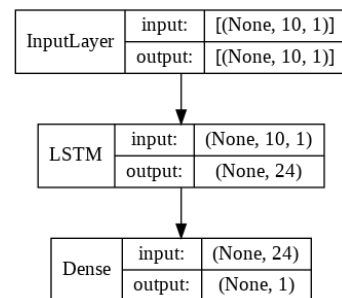 InputLayer
input: [(None, 10, 1)]
output: [(None, 10, 1)]
LSTM
input: (None, 10, 1)
output: (None, 24)
Dense
input: (None, 24)
output: (None, 1)